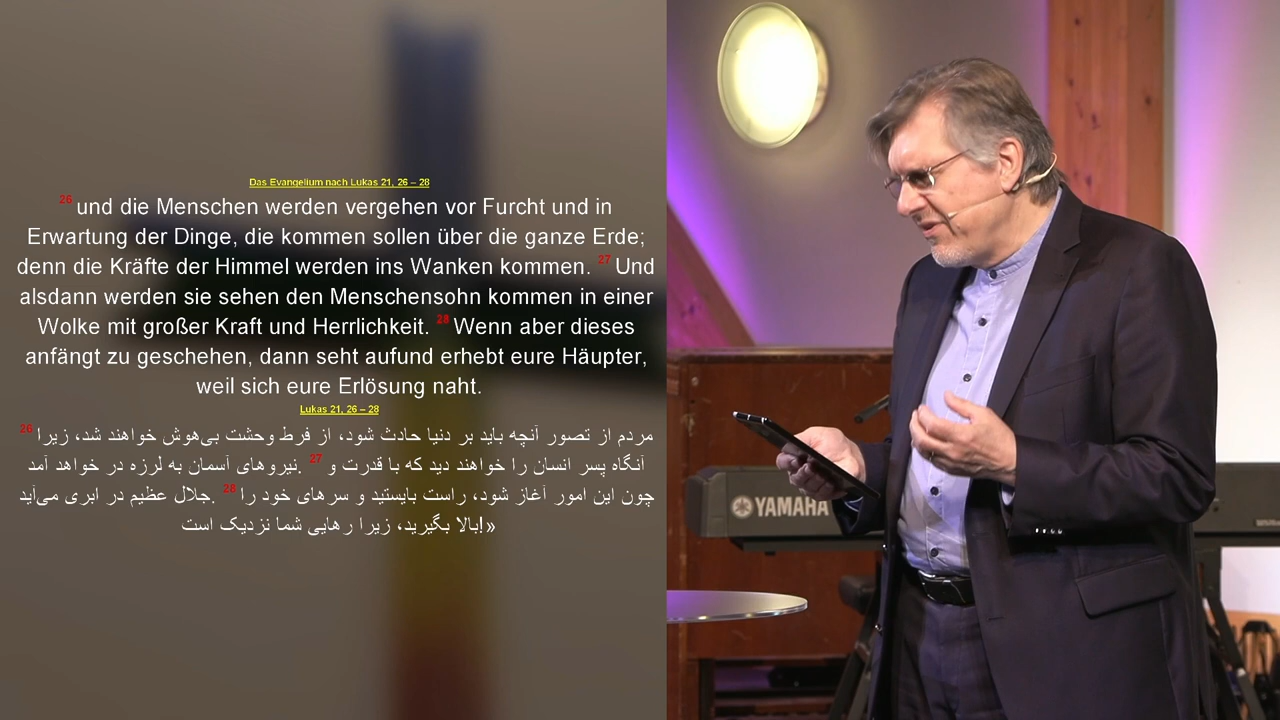 Das Evangelium nach Lukas 21, 26 – 28
26 und die Menschen werden vergehen vor Furcht und in
Erwartung der Dinge, die kommen sollen über die ganze Erde;
denn die Kräfte der Himmel werden ins Wanken kommen. 27 Und
alsdann werden sie sehen den Menschensohn kommen in einer
Wolke mit großer Kraft und Herrlichkeit. 28 Wenn aber dieses
anfängt zu geschehen, dann seht aufund erhebt eure Häupter,
weil sich eure Erlösung naht.
Lukas 21, 26 – 28
26 مردم از تصور آنچه باید بر دنیا حادث شود، از فرط وحشت بی‌هوش خواهند شد، زیرا
نیروهای آسمان به لرزه در خواهد آمد. 27 آنگاه پسر انسان را خواهند دید که با قدرت و
جلال عظیم در ابری می‌آید. 28 چون این امور آغاز شود، راست بایستید و سرهای خود را
بالا بگیرید، زیرا رهایی شما نزدیک است!»
YAMAHA